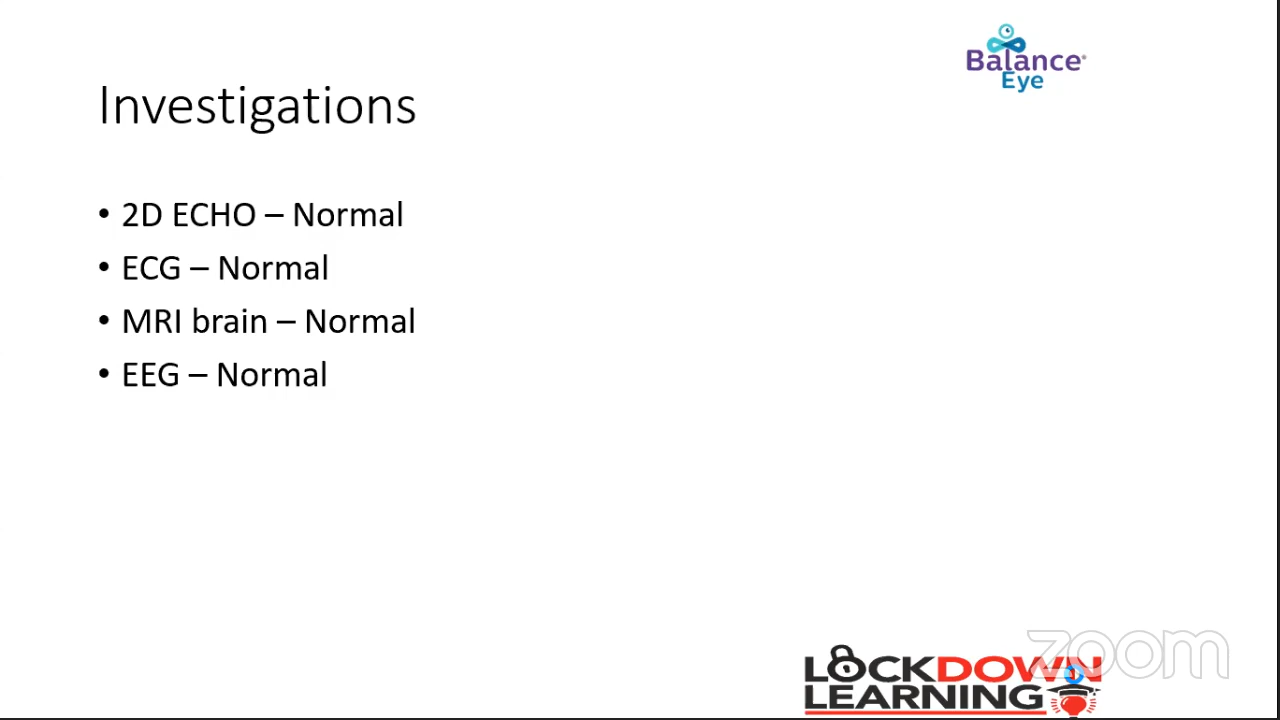 Balance
Eye
Investigations
• 2D ECHO – Normal
• ECG – Normal
• MRI brain – Normal
• EEG – Normal
zoom
LOCKDOWN
LEARNING